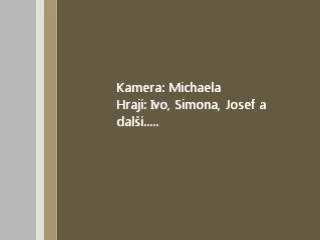 Kamera: Michaela
Hrají: Ivo, Simona, Josef a
další.....